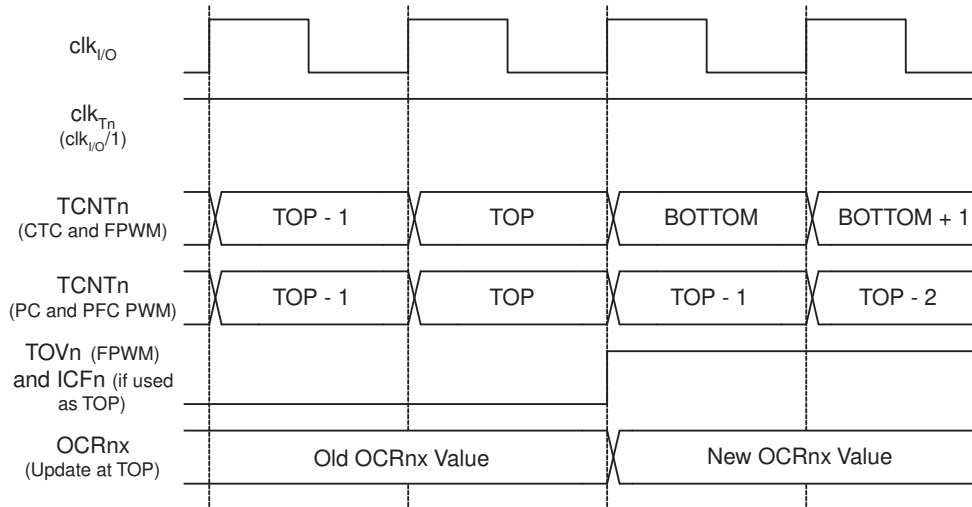 clkI/O
clkTn
(clkI/O/1)
TCNTn
(CTC and FPWM)
TOP - 1
TOP
BOTTOM
BOTTOM + 1
TCNTn
(PC and PFC PWM)
TOP - 1
TOP
TOP - 1
TOP - 2
TOVn (FPWM)
and ICFn (if used
as TOP)
OCRnx
(Update at TOP)
Old OCRnx Value
New OCRnx Value